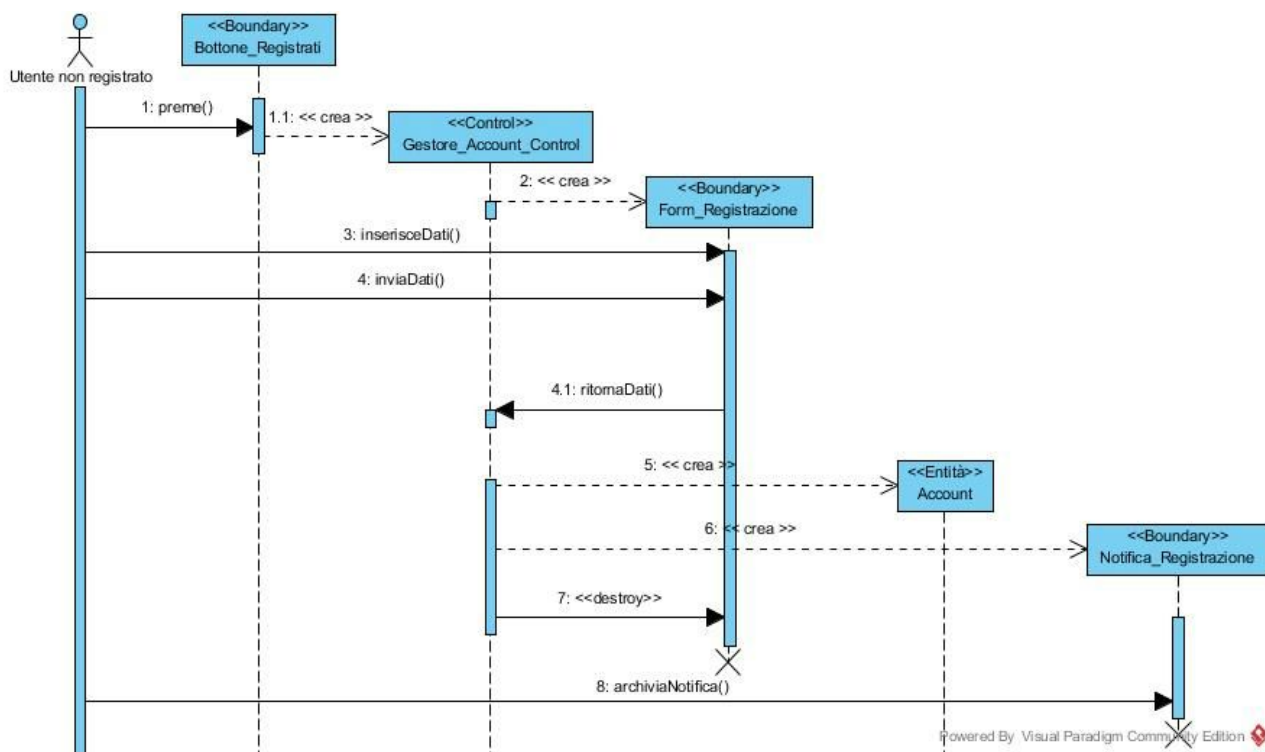 <<Boundary>>
Bottone_Registrati
Utente non registrato
1: preme()
1.1: << crea >>
<<Control>>
Gestore_Account_Control
2: << crea >>
<<Boundary>>
Form_Registrazione
3: inserisceDati()
4: inviaDati()
4.1: ritornaDati()
5: << crea >>
<<Entità>>
Account
6: << crea >>
<<Boundary>>
Notifica_Registrazione
7: <<destroy>>
8: archiviaNotifica()
Powered By Visual Paradigm Community Edition